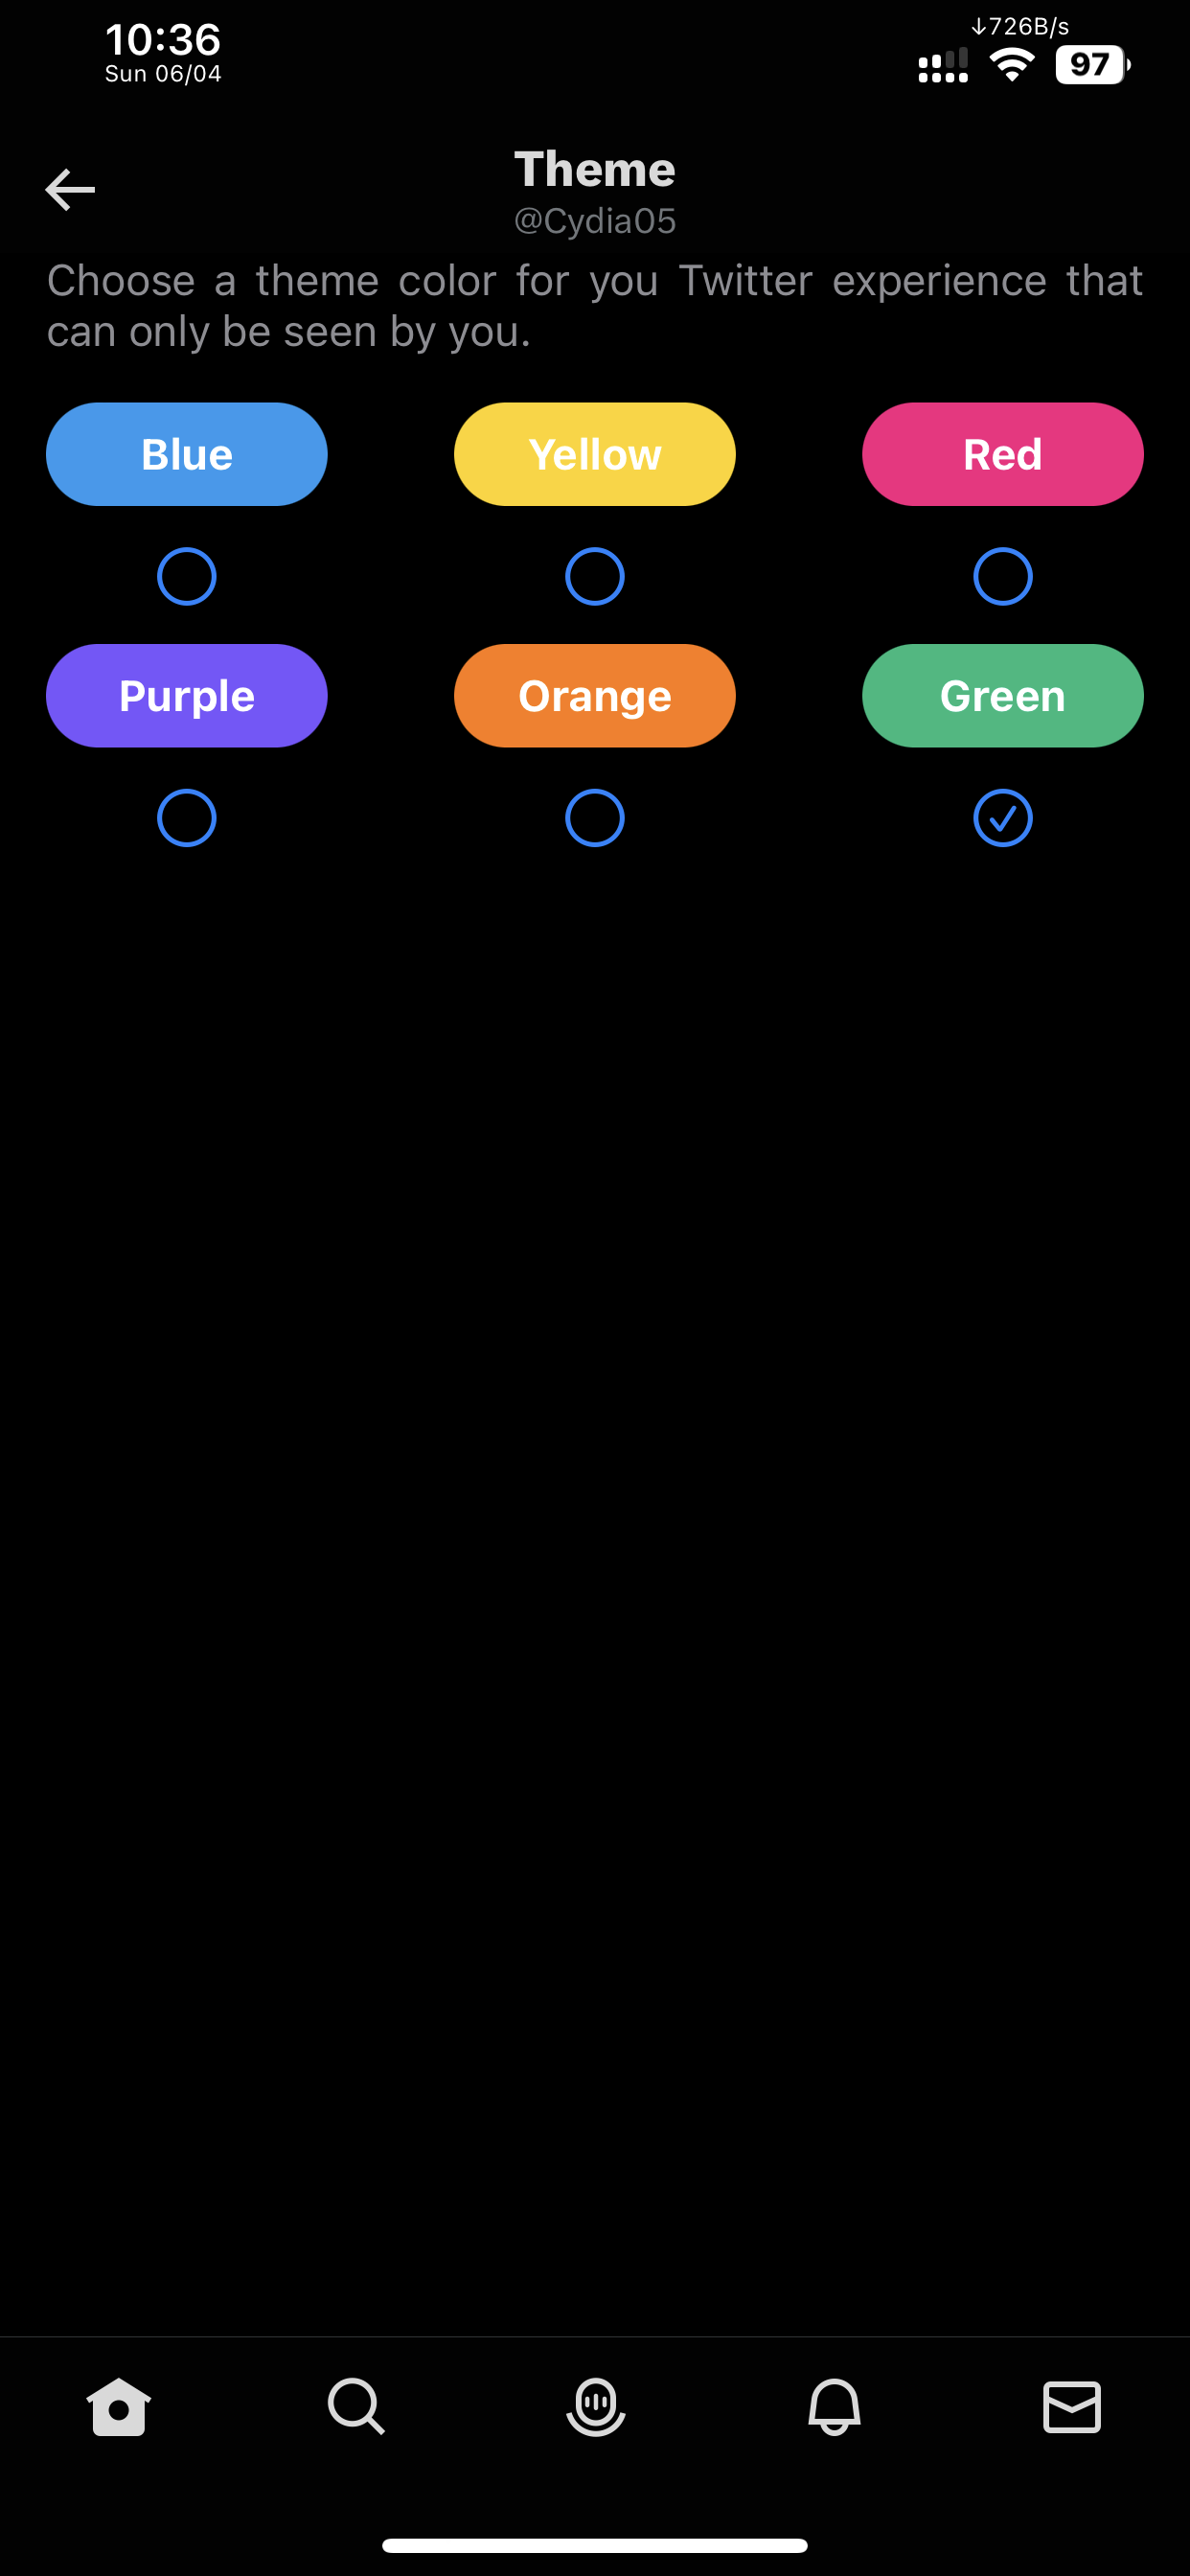 10:36
Sun 06/04
↓726B/s
97
Theme
@Cydia05
Choose a theme color for you Twitter experience that
can only be seen by you.
Blue
Yellow
Red
Purple
Orange
Green